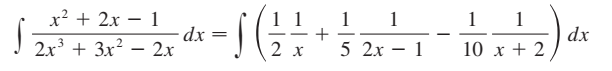 ∫ (x² + 2x − 1)/(2x³ + 3x² − 2x) dx = ∫ (1/2 1/x + 1/5 1/(2x − 1) − 1/10 1/(x + 2)) dx